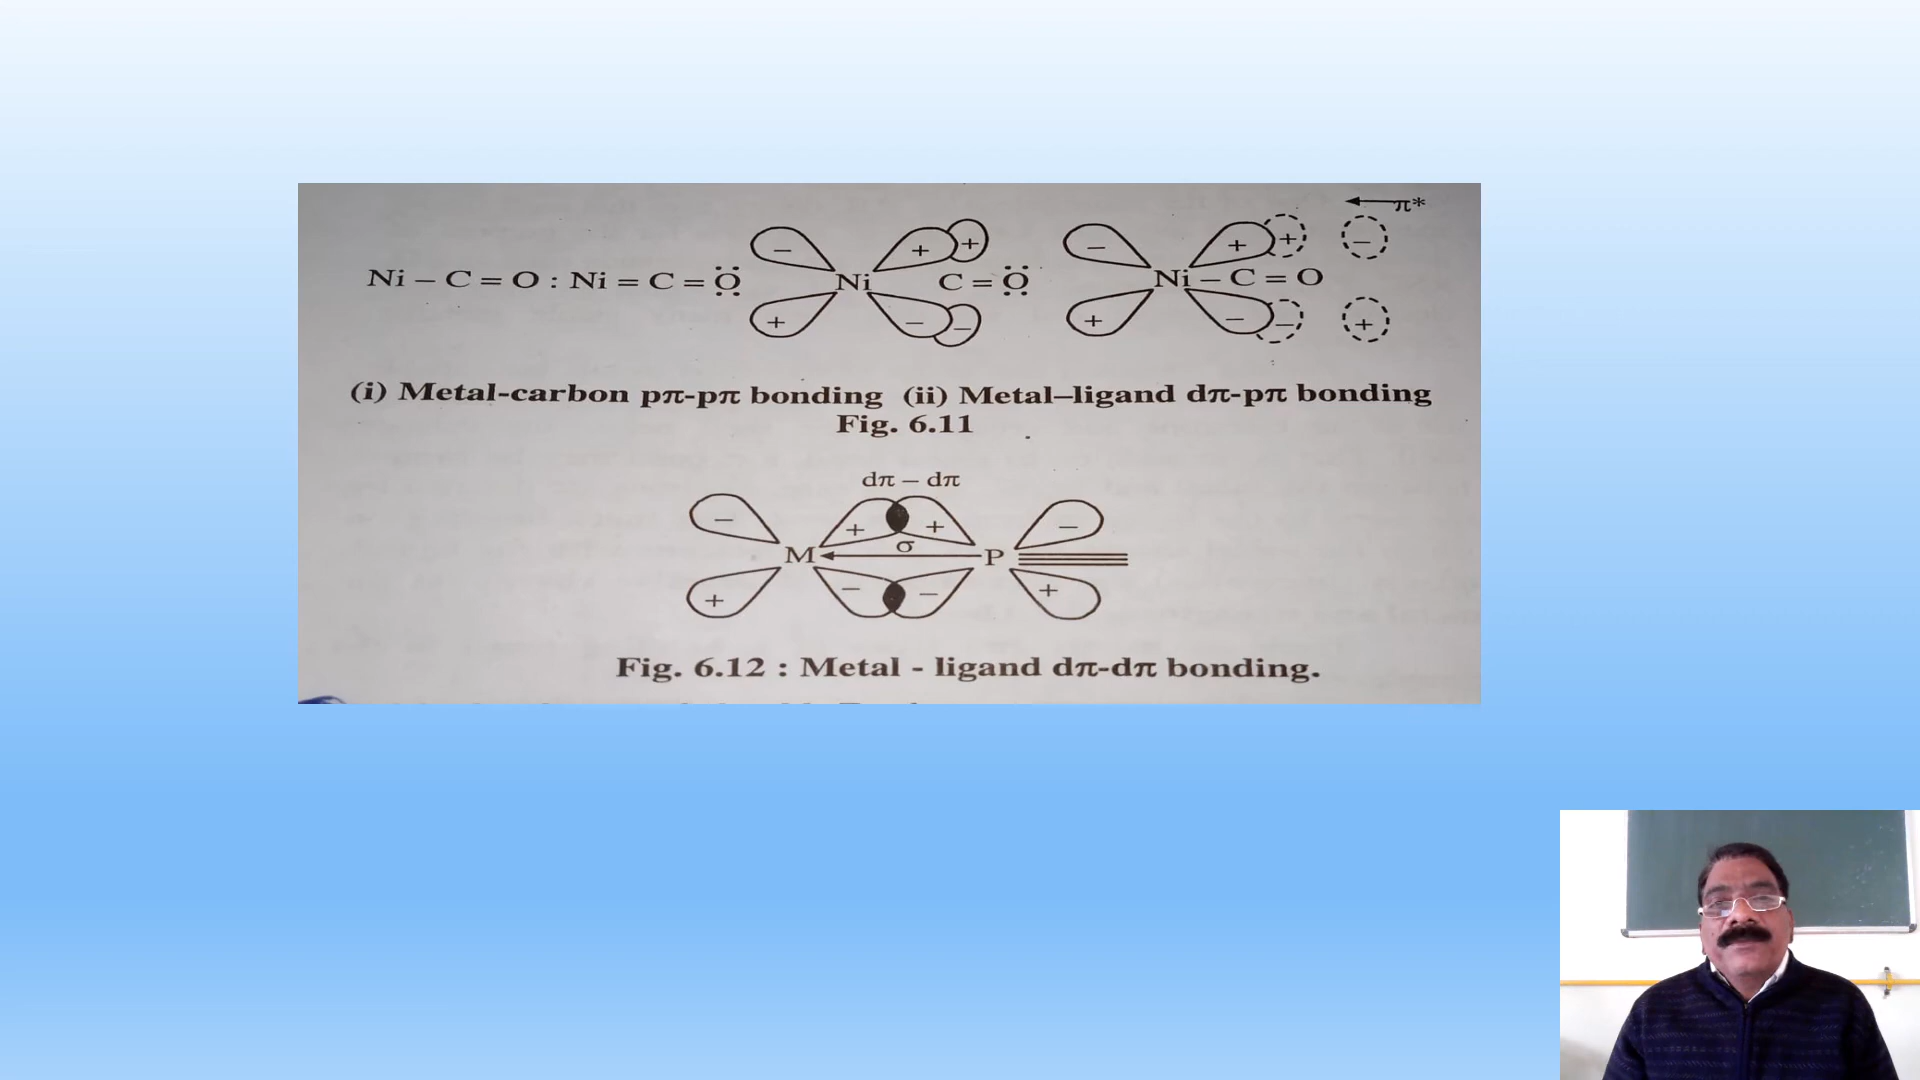 π*
Ni – C = O : Ni = C = Ö
– + + Ni C = Ö + – –
– + + – Ni – C = O + – – +
(i) Metal-carbon pπ-pπ bonding (ii) Metal–ligand dπ-pπ bonding
Fig. 6.11
dπ – dπ
– + + –
σ
M P
+ – – +
Fig. 6.12 : Metal - ligand dπ-dπ bonding.